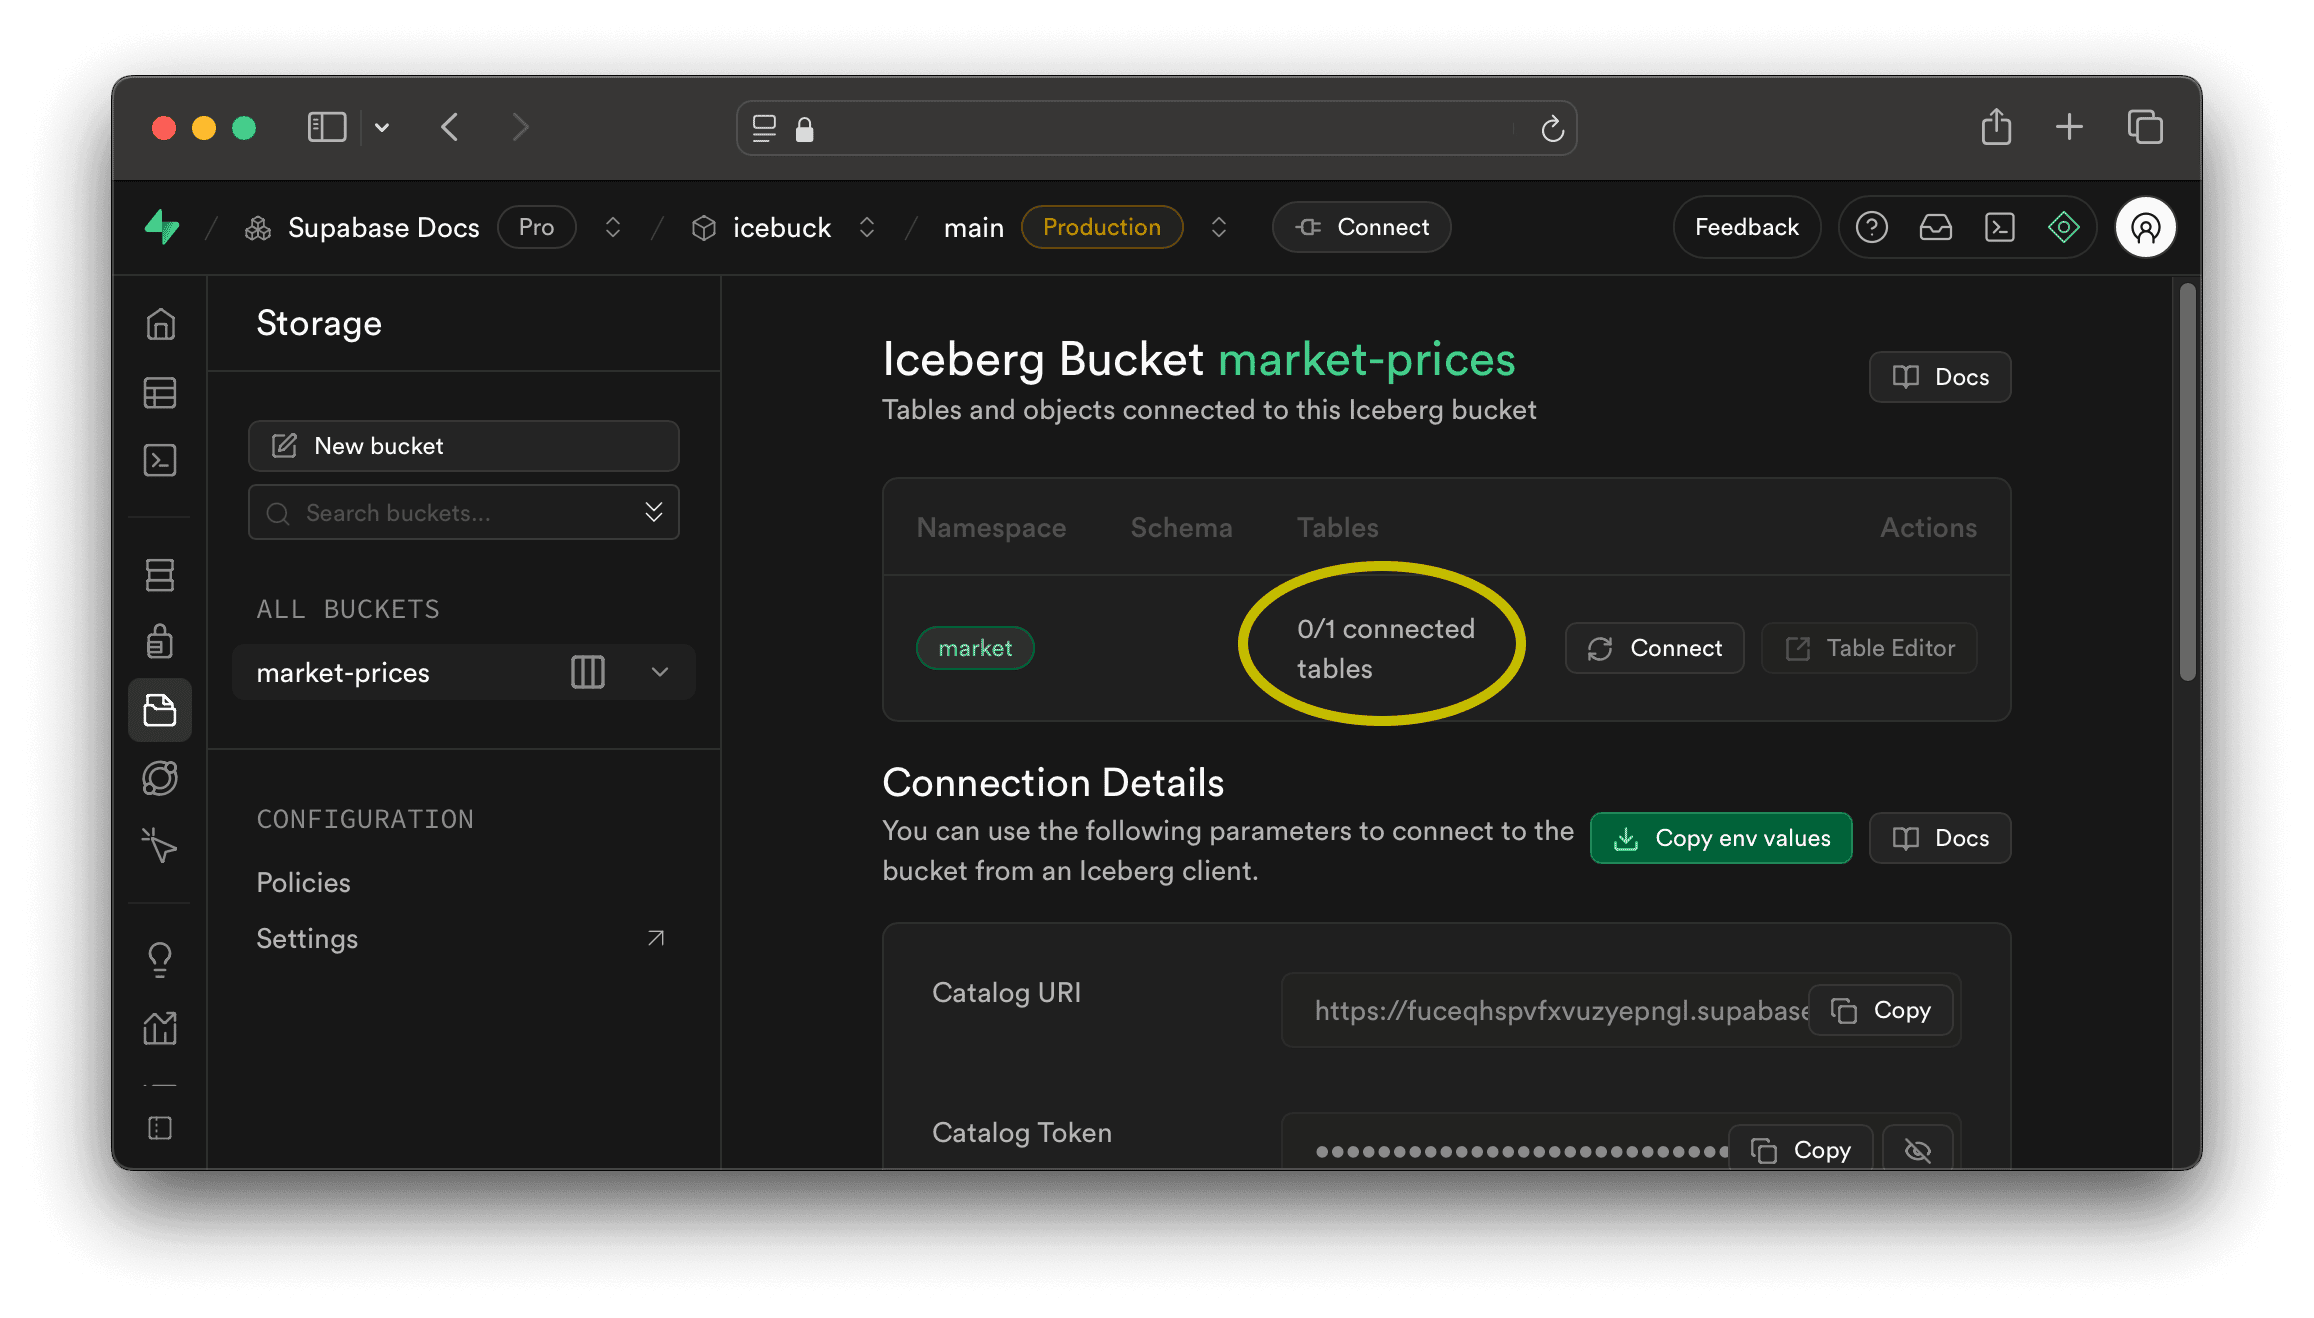 Supabase Docs Pro icebuck main Production Connect Feedback
Storage
New bucket
Search buckets...
ALL BUCKETS
market-prices
CONFIGURATION
Policies
Settings
Iceberg Bucket market-prices
Tables and objects connected to this Iceberg bucket
Docs
Namespace Schema Tables Actions
market
0/1 connected
tables
Connect
Table Editor
Connection Details
You can use the following parameters to connect to the
bucket from an Iceberg client.
Copy env values
Docs
Catalog URI
https://fuceqhspvfxvuzyepngl.supabase
Copy
Catalog Token
Copy